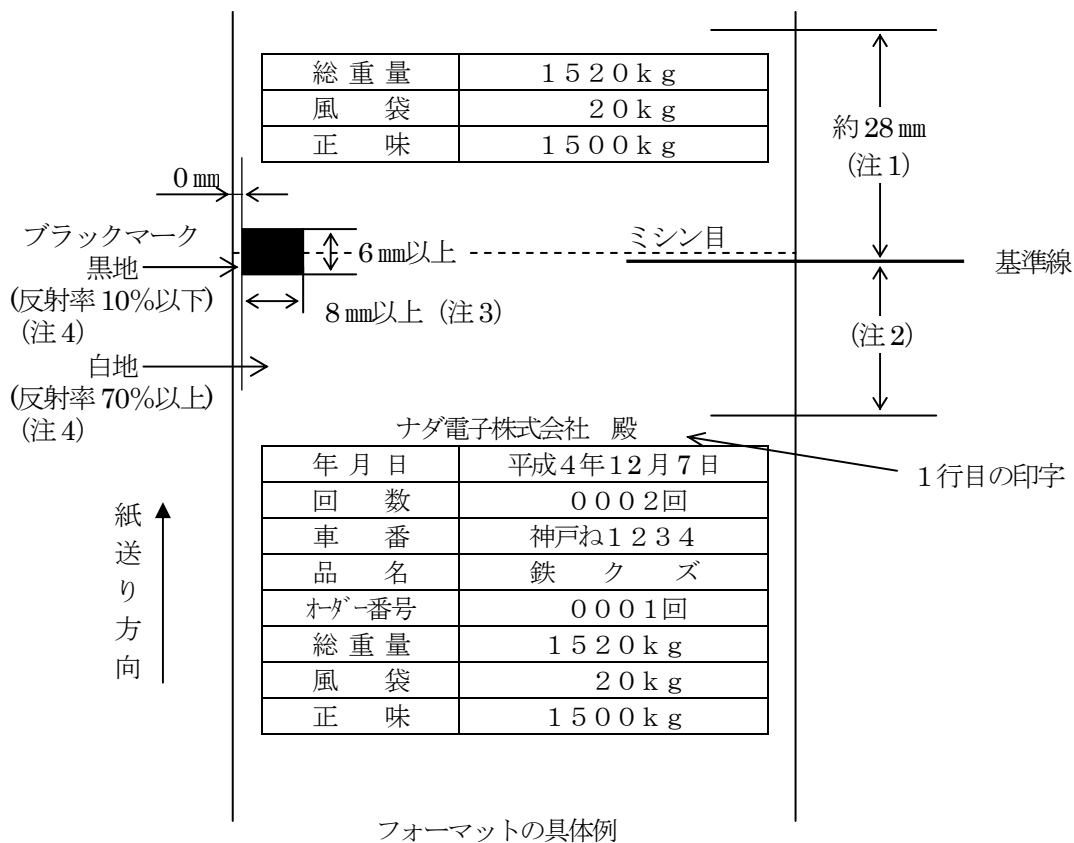 総重量 1520kg
風袋 20kg
正味 1500kg
約28㎜
(注1)
0㎜
ブラックマーク
黒地
(反射率10%以下)
(注4)
6㎜以上
ミシン目
基準線
8㎜以上 (注3)
(注2)
白地
(反射率70%以上)
(注4)
ナダ電子株式会社 殿
1行目の印字
年月日 平成4年12月7日
回数 0002回
車番 神戸ね1234
品名 鉄クズ
オーダー番号 0001回
総重量 1520kg
風袋 20kg
正味 1500kg
紙送り方向
フォーマットの具体例